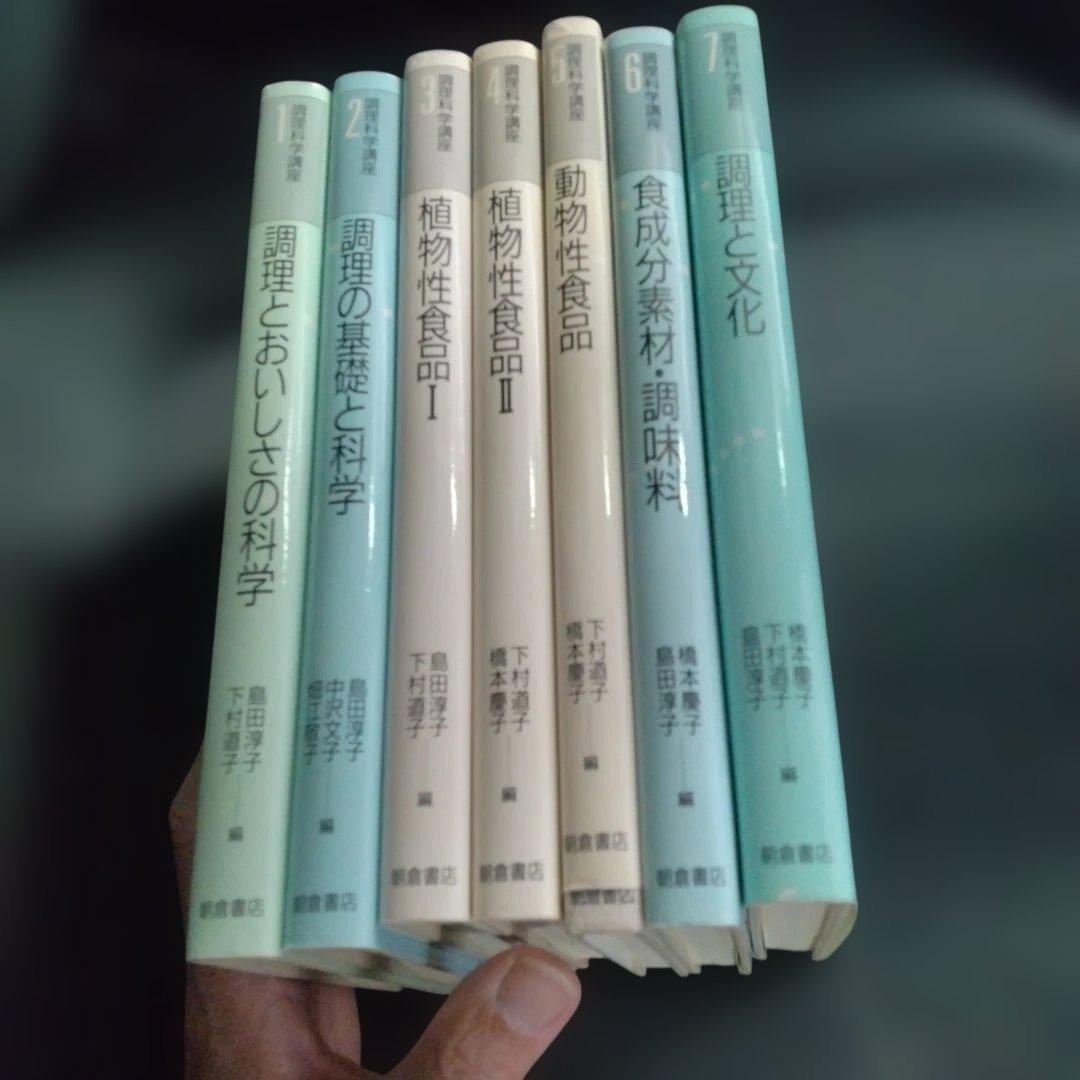 1
調理科学講座
調理とおいしさの科学
島田淳子
下村道子
編
朝倉書店
2
調理科学講座
調理の基礎と科学
島田淳子
中沢文子
畑江敬子
編
朝倉書店
3
調理科学講座
植物性食品Ⅰ
島田淳子
下村道子
編
朝倉書店
4
調理科学講座
植物性食品Ⅱ
下村道子
橋本慶子
編
朝倉書店
5
調理科学講座
動物性食品
下村道子
橋本慶子
編
朝倉書店
朝倉書店
6
調理科学講座
食成分素材・調味料
橋本慶子
島田淳子
編
朝倉書店
7
調理科学講座
調理と文化
橋本慶子
下村道子
島田淳子
編
朝倉書店